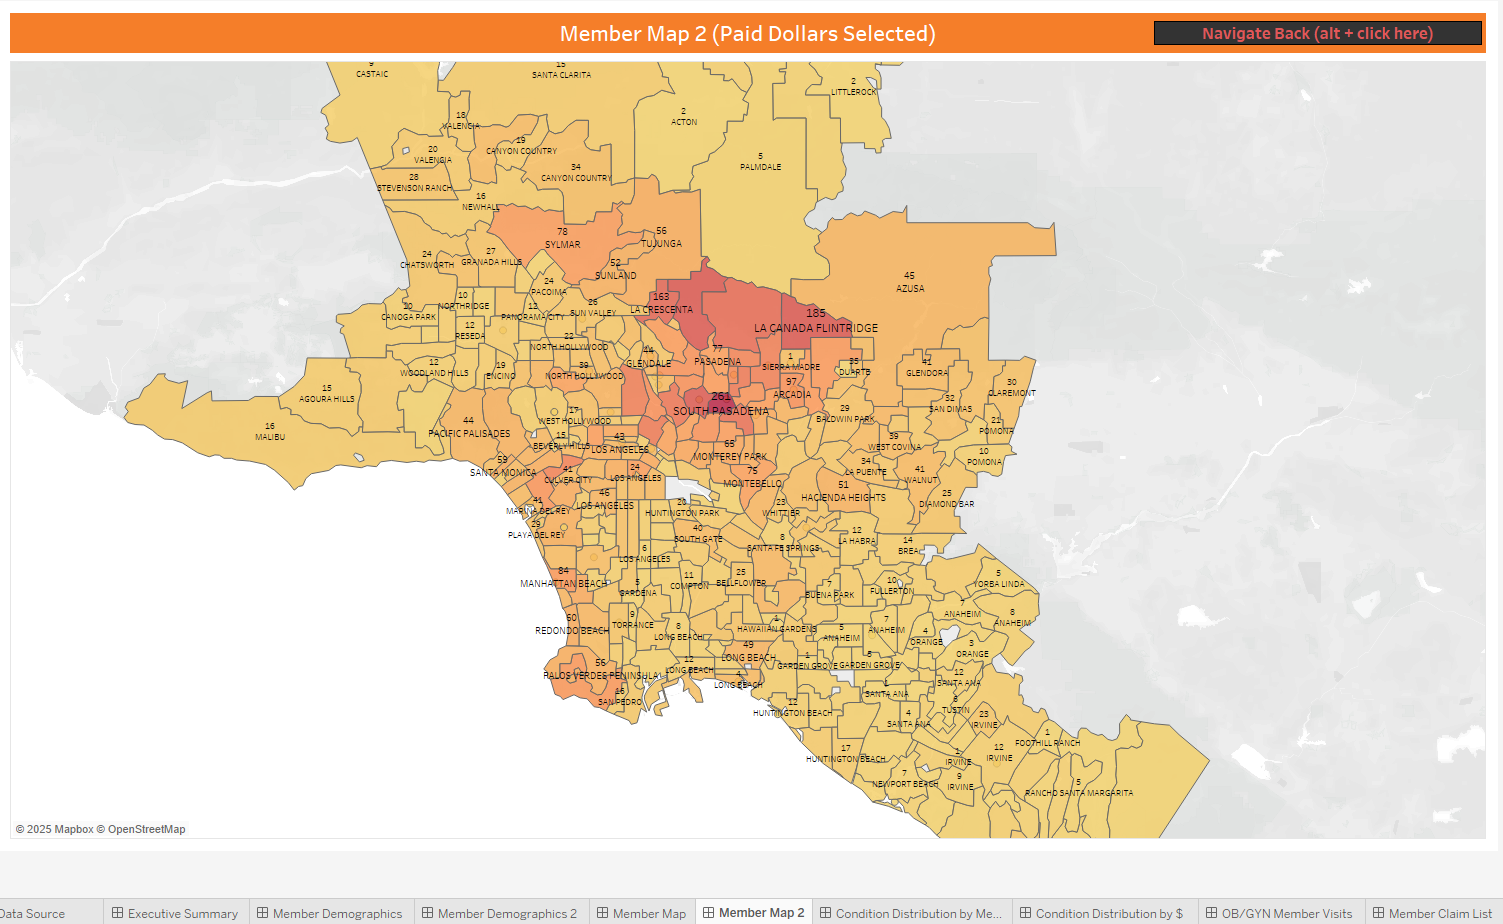 Member Map 2 (Paid Dollars Selected)
Navigate Back (alt + click here)
9
CASTAIC
15
SANTA CLARITA
2
LITTLEROCK
2
ACTON
18
VALENCIA
19
CANYON COUNTRY
20
VALENCIA
5
PALMDALE
34
CANYON COUNTRY
28
STEVENSON RANCH
16
NEWHALL
78
SYLMAR
56
TUJUNGA
24
CHATSWORTH
27
GRANADA HILLS
52
SUNLAND
45
AZUSA
24
PACOIMA
10
NORTHRIDGE
163
LA CRESCENTA
10
CANOGA PARK
12
PANORAMA CITY
26
SUN VALLEY
185
LA CANADA FLINTRIDGE
12
RESEDA
22
NORTH HOLLYWOOD
44
GLENDALE
77
PASADENA
1
SIERRA MADRE
25
DUARTE
41
GLENDORA
12
WOODLAND HILLS
19
ENCINO
39
NORTH HOLLYWOOD
15
AGOURA HILLS
97
ARCADIA
30
CLAREMONT
261
SOUTH PASADENA
32
SAN DIMAS
17
WEST HOLLYWOOD
29
BALDWIN PARK
16
MALIBU
44
PACIFIC PALISADES
21
POMONA
15
BEVERLY HILLS
43
LOS ANGELES
65
MONTEREY PARK
39
WEST COVINA
10
POMONA
59
SANTA MONICA
41
CULVER CITY
24
LOS ANGELES
75
MONTEBELLO
34
LA PUENTE
41
WALNUT
51
HACIENDA HEIGHTS
41
MARINA DEL REY
46
LOS ANGELES
20
HUNTINGTON PARK
23
WHITTIER
25
DIAMOND BAR
29
PLAYA DEL REY
40
SOUTH GATE
8
SANTA FE SPRINGS
12
LA HABRA
14
BREA
6
LOS ANGELES
84
MANHATTAN BEACH
5
GARDENA
11
COMPTON
25
BELLFLOWER
7
BUENA PARK
10
FULLERTON
5
YORBA LINDA
60
REDONDO BEACH
9
TORRANCE
8
LONG BEACH
1
HAWAIIAN GARDENS
5
ANAHEIM
7
ANAHEIM
7
ANAHEIM
8
ANAHEIM
4
ORANGE
3
ORANGE
49
LONG BEACH
56
PALOS VERDES PENINSULA
12
LONG BEACH
1
GARDEN GROVE
5
GARDEN GROVE
12
SANTA ANA
4
LONG BEACH
16
SAN PEDRO
1
SANTA ANA
12
HUNTINGTON BEACH
4
SANTA ANA
6
TUSTIN
23
IRVINE
17
HUNTINGTON BEACH
1
IRVINE
12
IRVINE
1
FOOTHILL RANCH
7
NEWPORT BEACH
9
IRVINE
5
RANCHO SANTA MARGARITA
© 2025 Mapbox © OpenStreetMap
Data Source Executive Summary Member Demographics Member Demographics 2 Member Map Member Map 2 Condition Distribution by Me... Condition Distribution by $ OB/GYN Member Visits Member Claim List